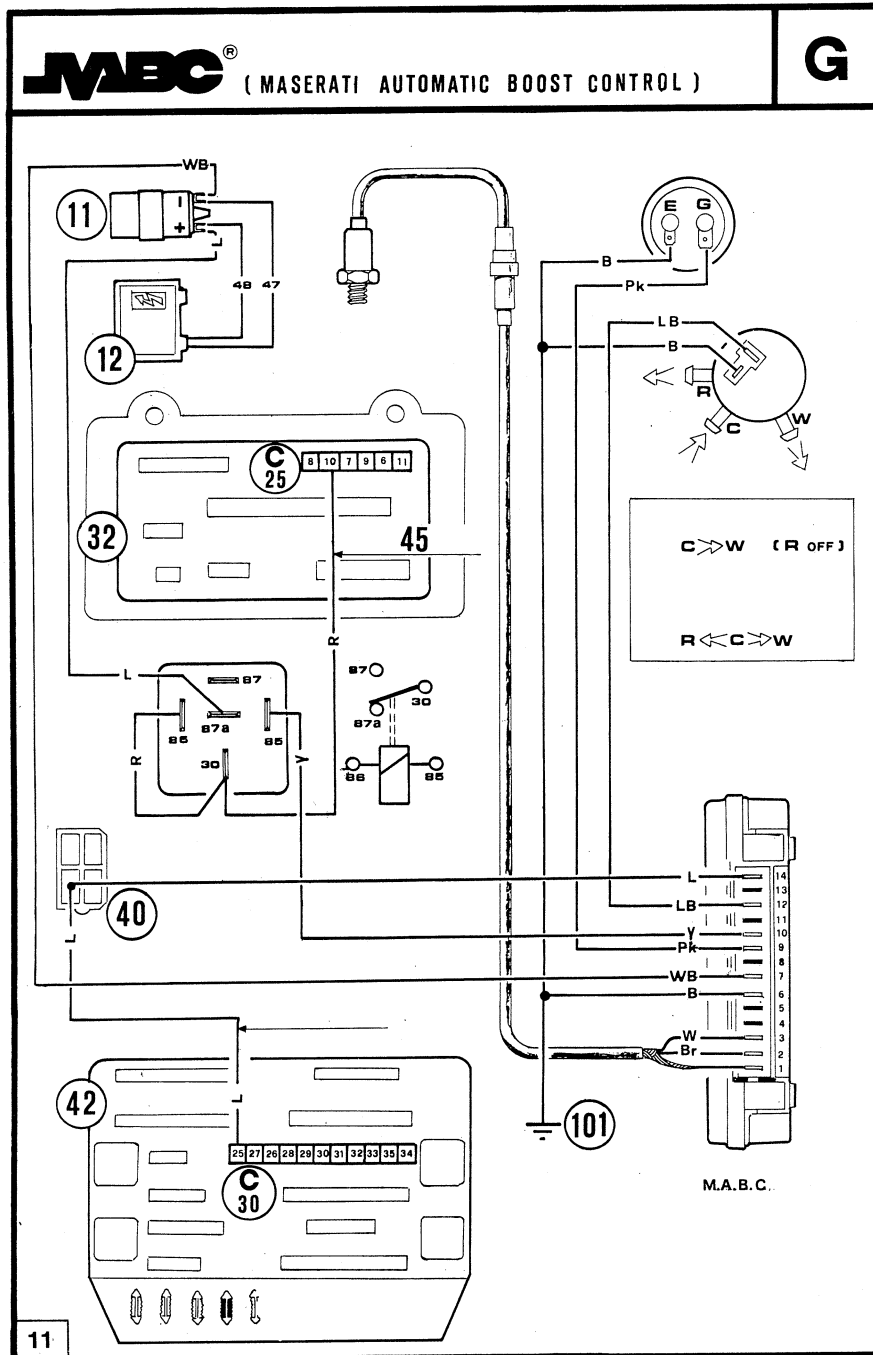 MABC® ( MASERATI AUTOMATIC BOOST CONTROL )
G
WB
11
-
+
L
48 47
12
E G
B
Pk
LB
B
-
R
C
W
C
25
8 10 7 9 6 11
32
45
C W ( R OFF )
R C W
R
L
87
86
87a
85
30
R
Y
87
30
87a
86
85
40
L
L
LB
Y
Pk
WB
B
W
Br
14
13
12
11
10
9
8
7
6
5
4
3
2
1
L
42
25 27 26 28 29 30 31 32 33 35 34
C
30
101
M.A.B.C.
11